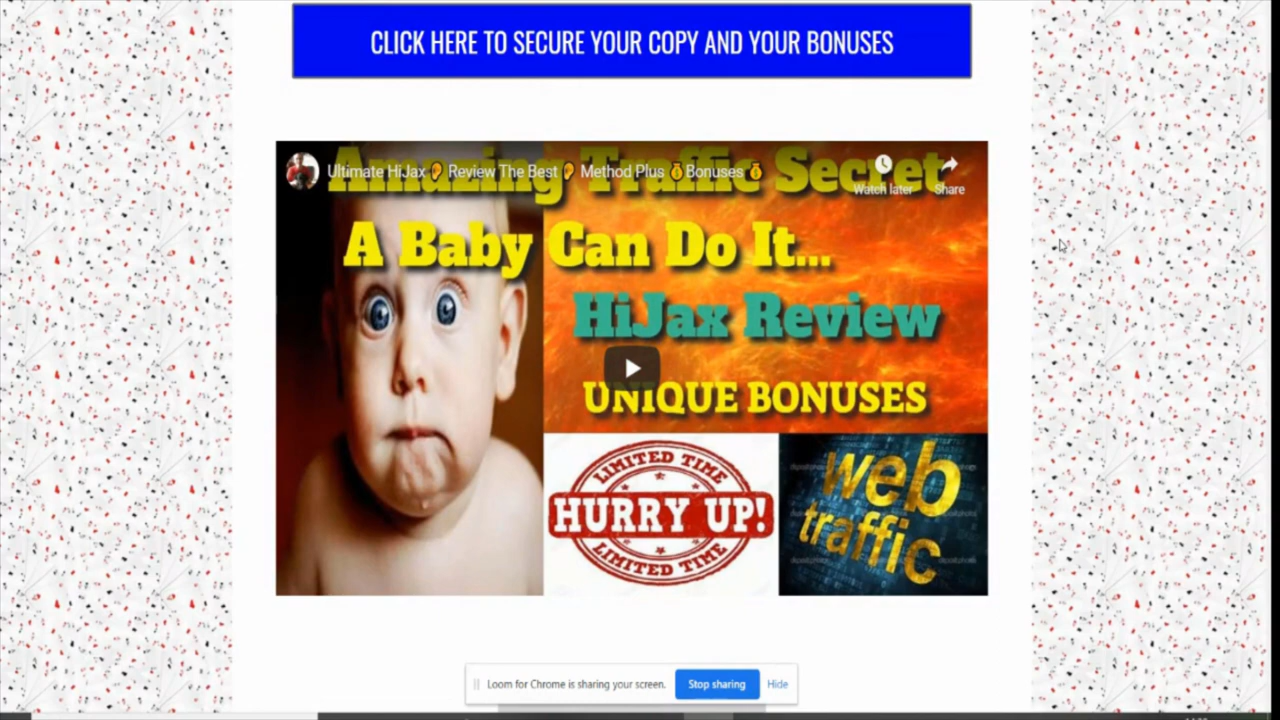 CLICK HERE TO SECURE YOUR COPY AND YOUR BONUSES
Amazing Traffic Secret
Ultimate HiJax👂 Review The Best👂 Method Plus 💰Bonuses💰
Watch later
Share
A Baby Can Do It...
HiJax Review
UNIQUE BONUSES
LIMITED TIME
HURRY UP!
LIMITED TIME
web
traffic
depositphotos
depositphotos
Loom for Chrome is sharing your screen.
Stop sharing
Hide